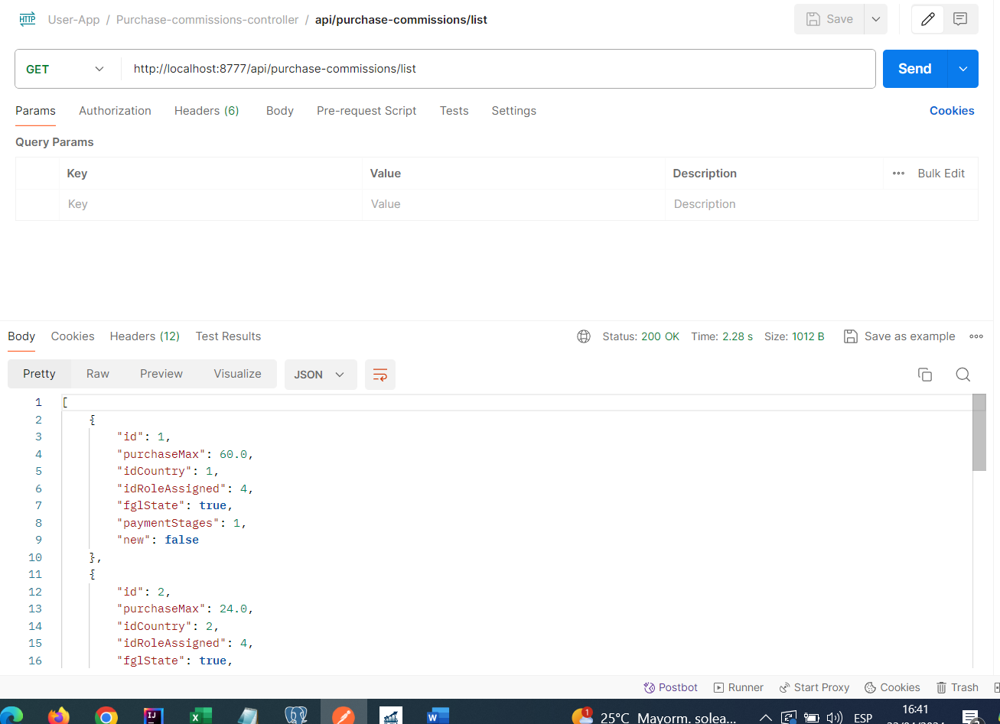 HTTP User-App / Purchase-commissions-controller / api/purchase-commissions/list Save
GET http://localhost:8777/api/purchase-commissions/list Send
Params Authorization Headers (6) Body Pre-request Script Tests Settings Cookies
Query Params
Key Value Description Bulk Edit
Key Value Description
Body Cookies Headers (12) Test Results Status: 200 OK Time: 2.28 s Size: 1012 B Save as example
Pretty Raw Preview Visualize JSON
1 [
2 {
3 "id": 1,
4 "purchaseMax": 60.0,
5 "idCountry": 1,
6 "idRoleAssigned": 4,
7 "fglState": true,
8 "paymentStages": 1,
9 "new": false
10 },
11 {
12 "id": 2,
13 "purchaseMax": 24.0,
14 "idCountry": 2,
15 "idRoleAssigned": 4,
16 "fglState": true,
Postbot Runner Start Proxy Cookies Trash
1 25°C Mayorm. solea... ESP 16:41